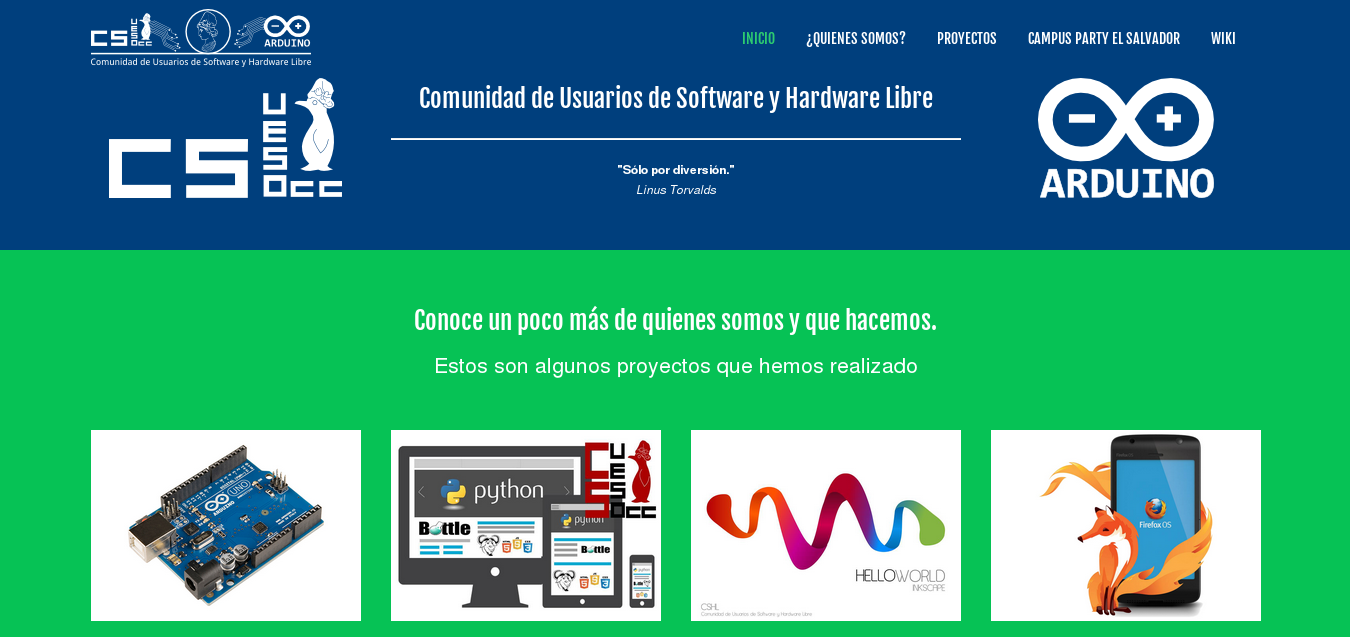 CS UESOCC
ARDUINO
Comunidad de Usuarios de Software y Hardware Libre
INICIO
¿QUIENES SOMOS?
PROYECTOS
CAMPUS PARTY EL SALVADOR
WIKI
CS UESOCC
Comunidad de Usuarios de Software y Hardware Libre
"Sólo por diversión."
Linus Torvalds
ARDUINO
Conoce un poco más de quienes somos y que hacemos.
Estos son algunos proyectos que hemos realizado
ARDUINO
UNO
python
Bottle
HTML 5 CSS
UESOCC
python
Bottle
HELLOWORLD
INKSCAPE
CSHL
Comunidad de Usuarios de Software y Hardware Libre
Firefox OS